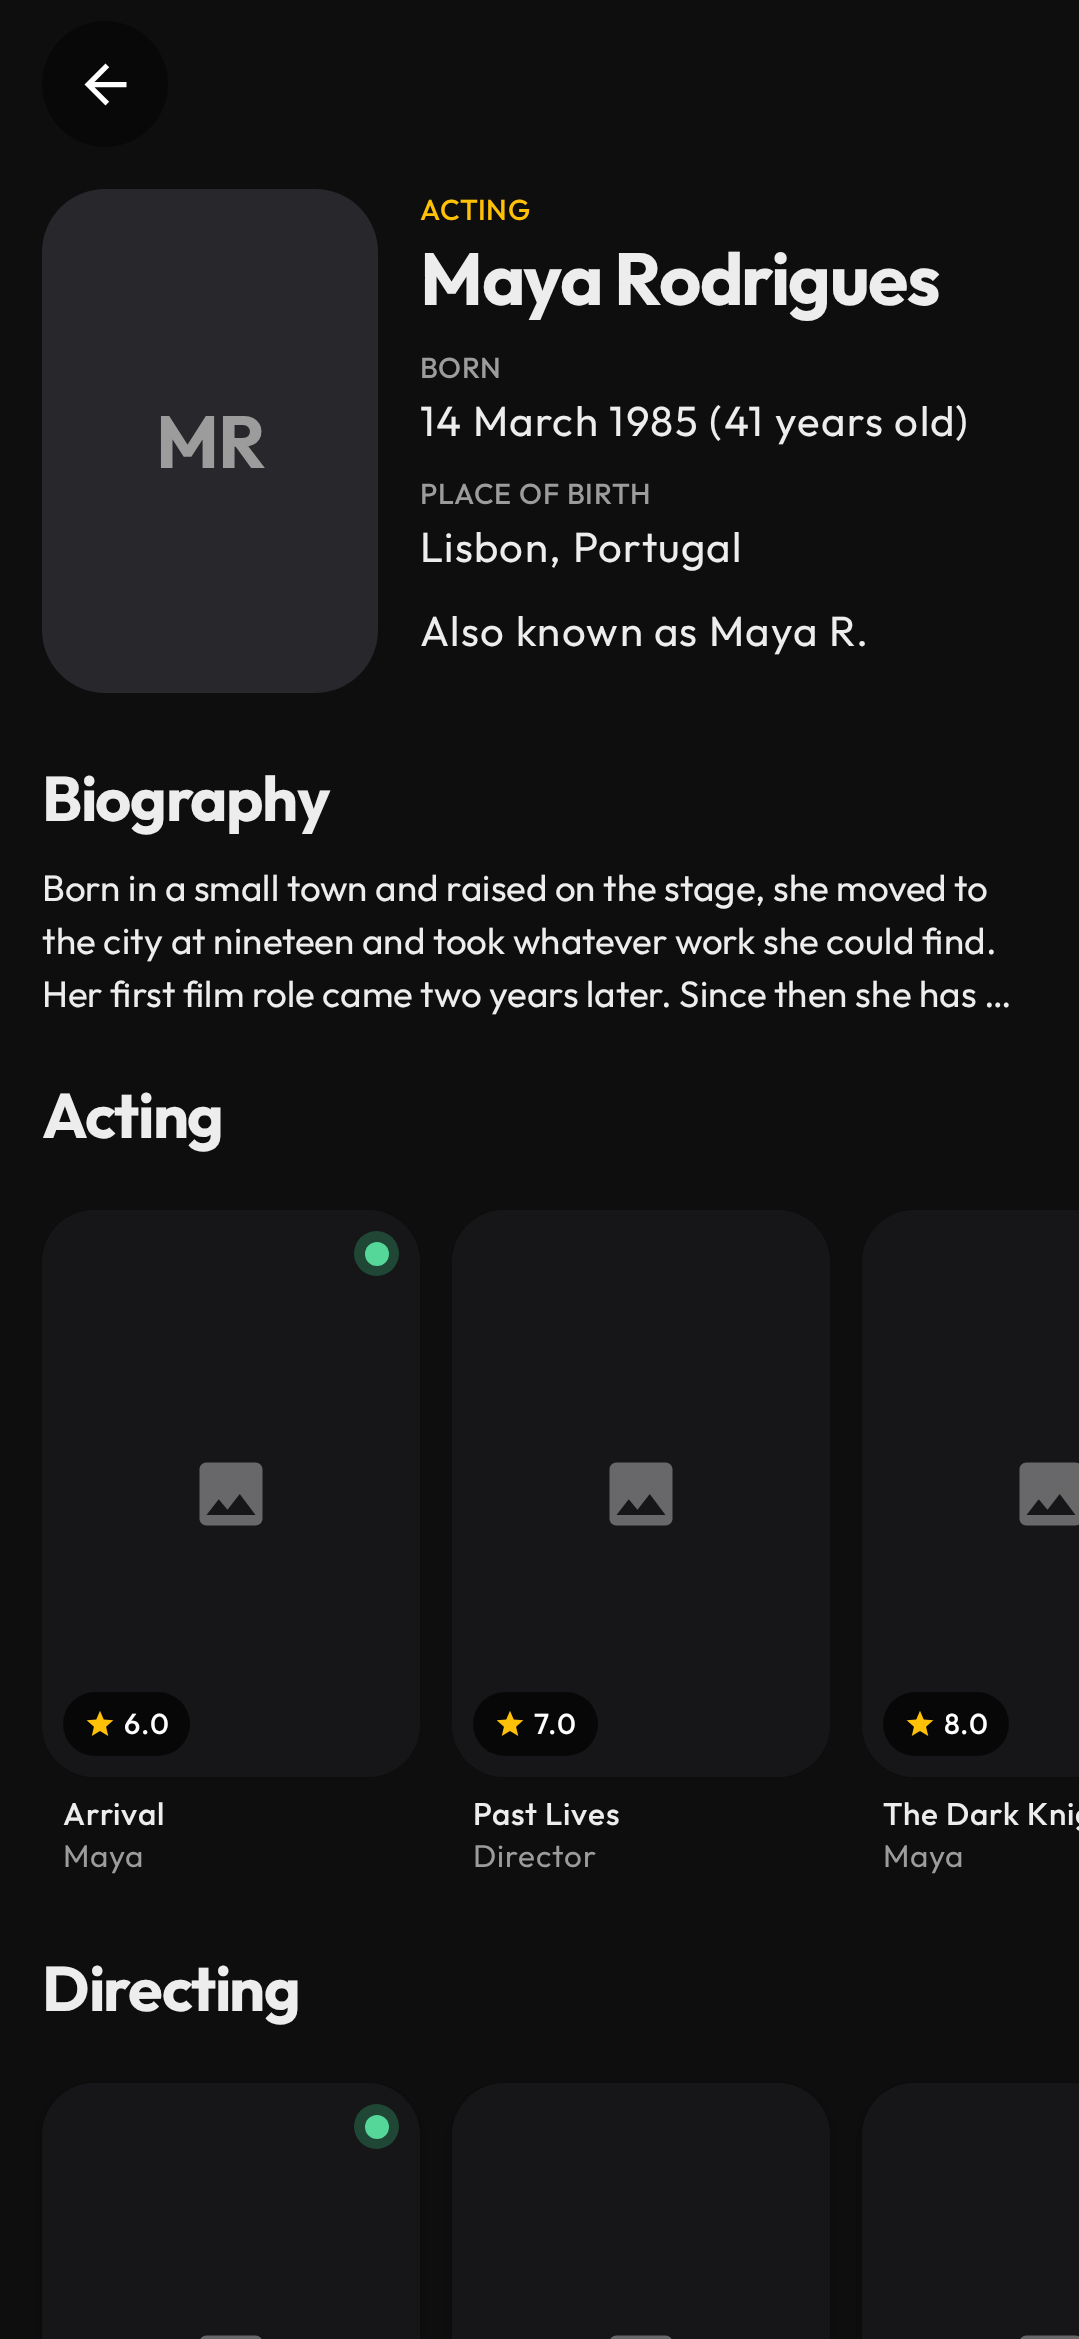 ACTING
Maya Rodrigues
BORN
14 March 1985 (41 years old)
PLACE OF BIRTH
Lisbon, Portugal
Also known as Maya R.
MR
Biography
Born in a small town and raised on the stage, she moved to
the city at nineteen and took whatever work she could find.
Her first film role came two years later. Since then she has ...
Acting
6.0
7.0
8.0
Arrival
Maya
Past Lives
Director
The Dark
Maya
Directing